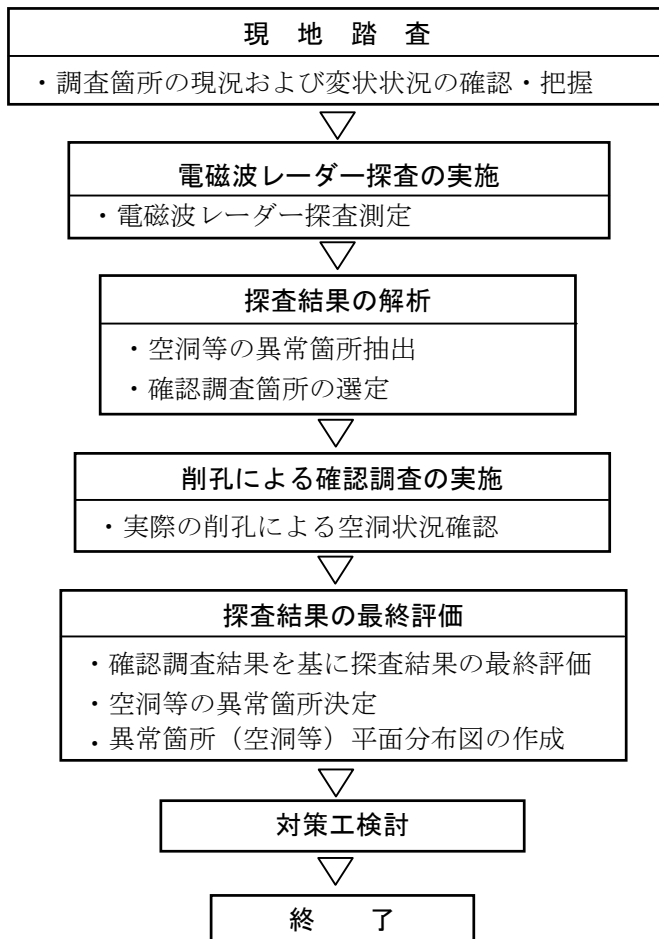 現　地　踏　査
・調査箇所の現況および変状状況の確認・把握
電磁波レーダー探査の実施
・電磁波レーダー探査測定
探査結果の解析
・空洞等の異常箇所抽出
・確認調査箇所の選定
削孔による確認調査の実施
・実際の削孔による空洞状況確認
探査結果の最終評価
・確認調査結果を基に探査結果の最終評価
・空洞等の異常箇所決定
．異常箇所（空洞等）平面分布図の作成
対策工検討
終　　了